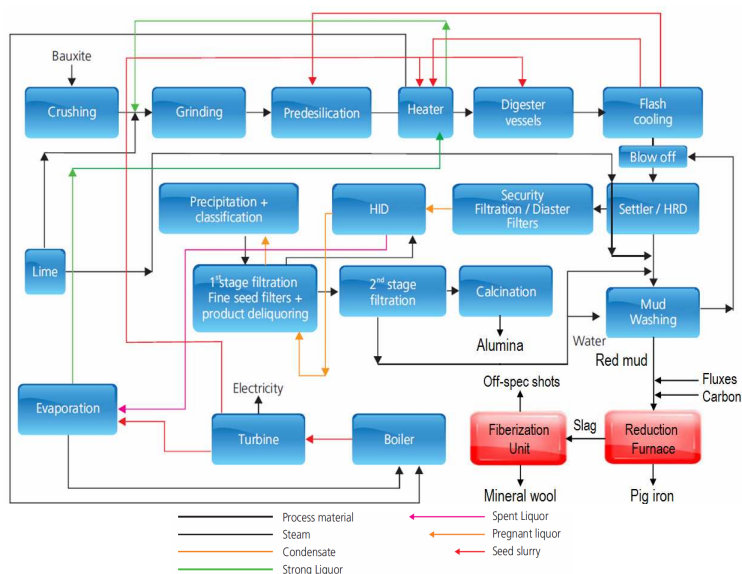 Bauxite
Crushing
Grinding
Predesilication
Heater
Digester
vessels
Flash
cooling
Blow off
Precipitation +
classification
HID
Security
Filtration / Diaster
Filters
Settler / HRD
Lime
1st stage filtration
Fine seed filters +
product deliquoring
2nd stage
filtration
Calcination
Mud
Washing
Water
Alumina
Red mud
Electricity
Off-spec shots
Fluxes
Carbon
Evaporation
Turbine
Boiler
Fiberization
Unit
Slag
Reduction
Furnace
Mineral wool
Pig iron
Process material
Steam
Condensate
Strong Liquor
Spent Liquor
Pregnant liquor
Seed slurry